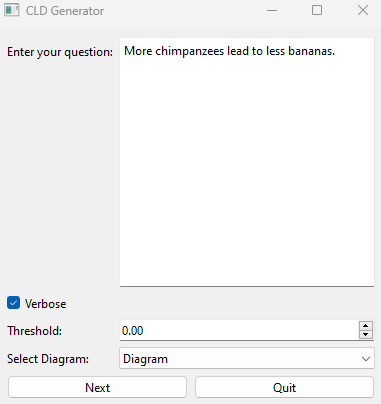 CLD Generator
Enter your question:
More chimpanzees lead to less bananas.
Verbose
Threshold:
0.00
Select Diagram:
Diagram
Next
Quit